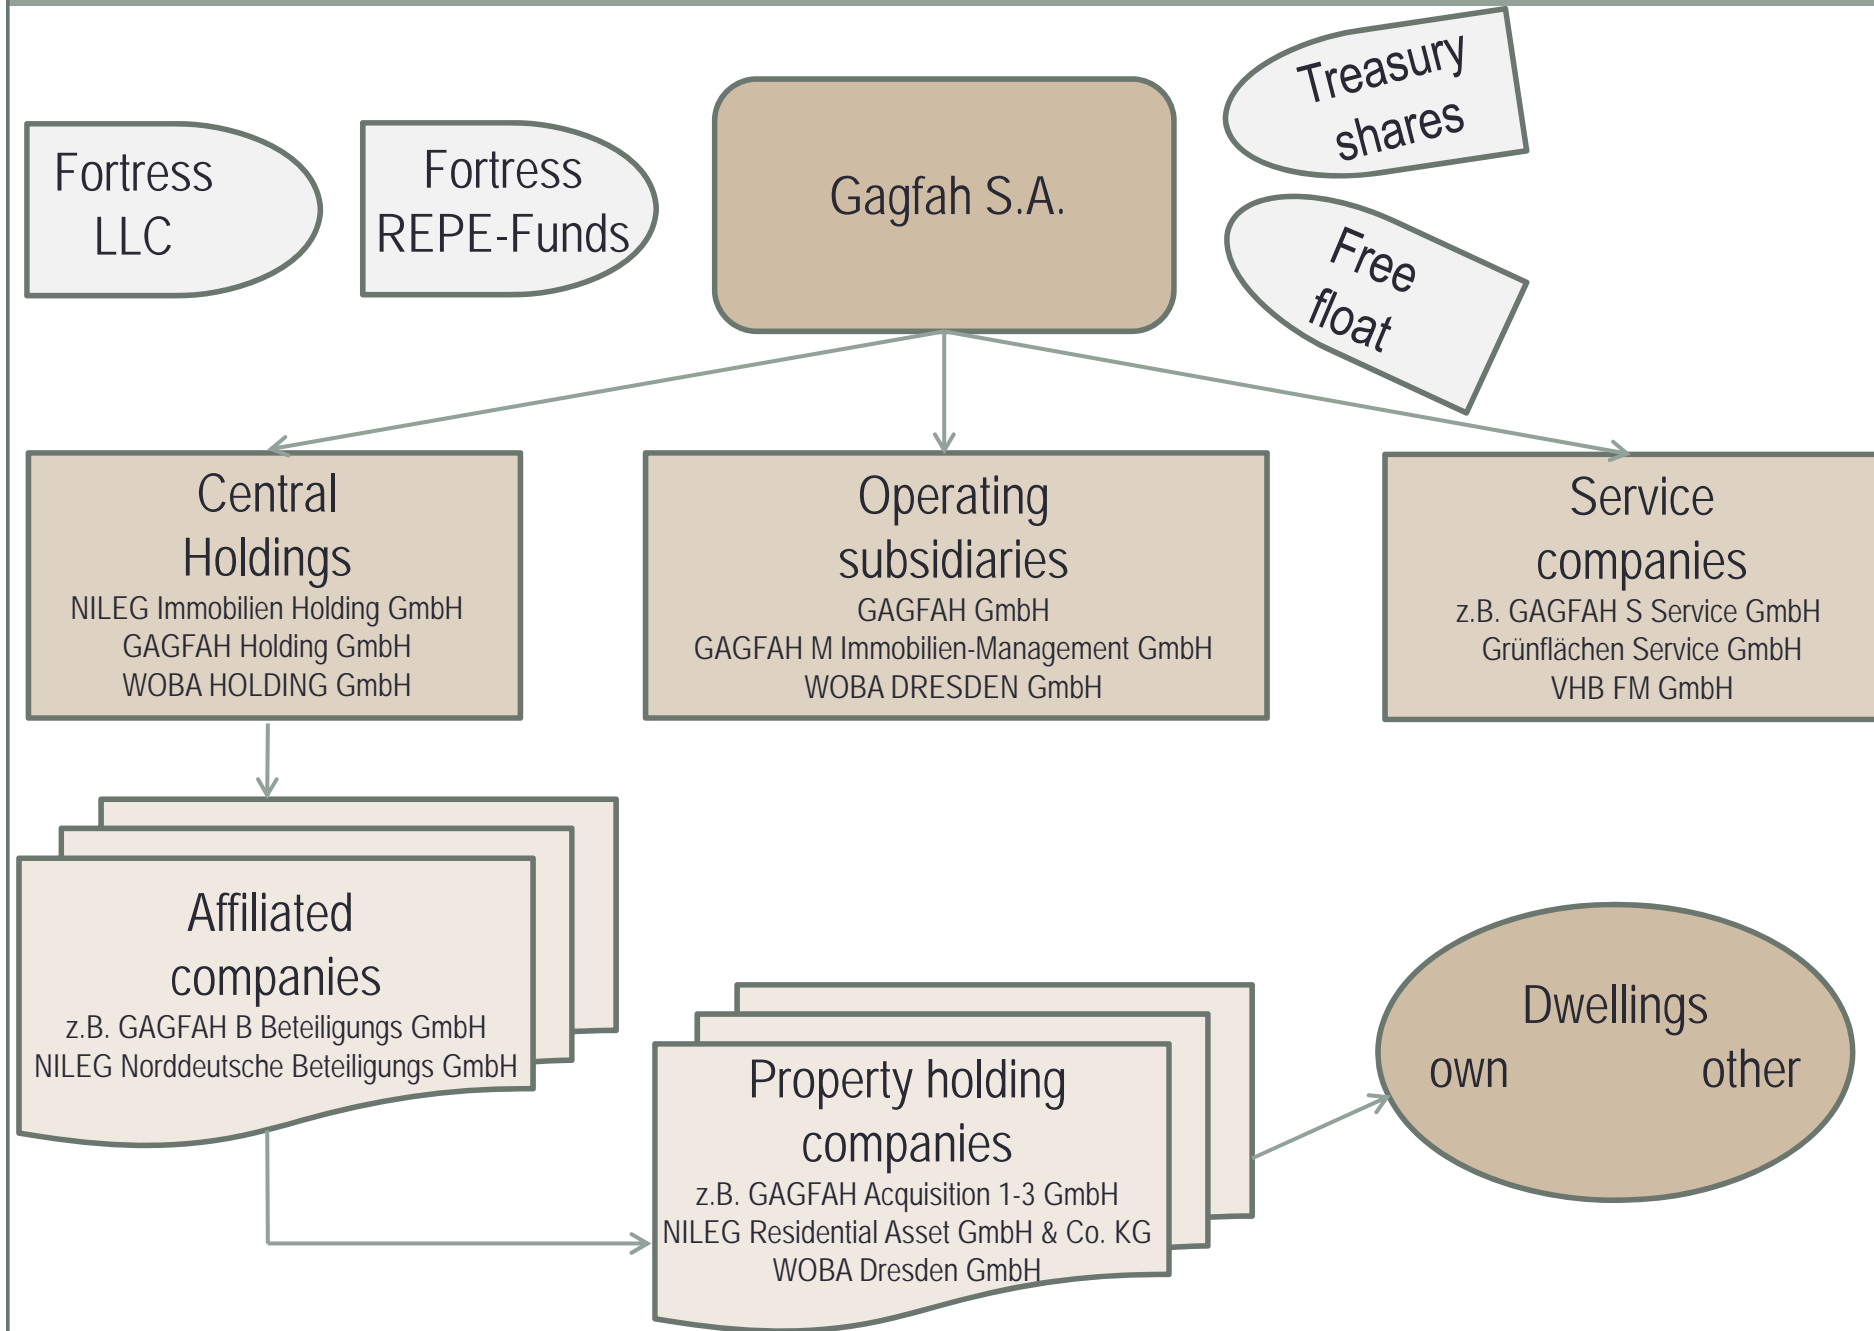 Fortress
LLC
Fortress
REPE-Funds
Gagfah S.A.
Treasury
shares
Free
float
Central
Holdings
NILEG Immobilien Holding GmbH
GAGFAH Holding GmbH
WOBA HOLDING GmbH
Operating
subsidiaries
GAGFAH GmbH
GAGFAH M Immobilien-Management GmbH
WOBA DRESDEN GmbH
Service
companies
z.B. GAGFAH S Service GmbH
Grünflächen Service GmbH
VHB FM GmbH
Affiliated
companies
z.B. GAGFAH B Beteiligungs GmbH
NILEG Norddeutsche Beteiligungs GmbH
Property holding
companies
z.B. GAGFAH Acquisition 1-3 GmbH
NILEG Residential Asset GmbH & Co. KG
WOBA Dresden GmbH
Dwellings
own other